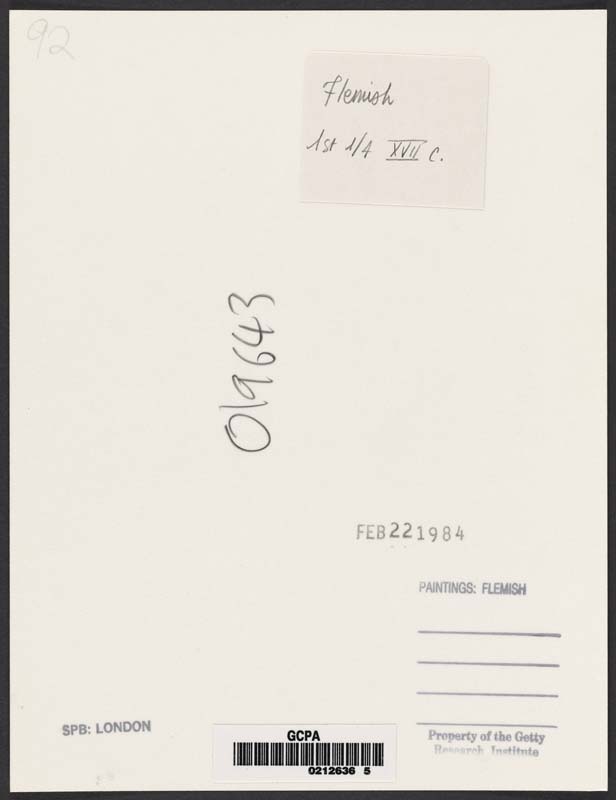 92
Flemish
1st 1/4 XVII c.
019643
FEB 22 1984
PAINTINGS: FLEMISH
SPB: LONDON
Property of the Getty
Research Institute
GCPA
0212636 5